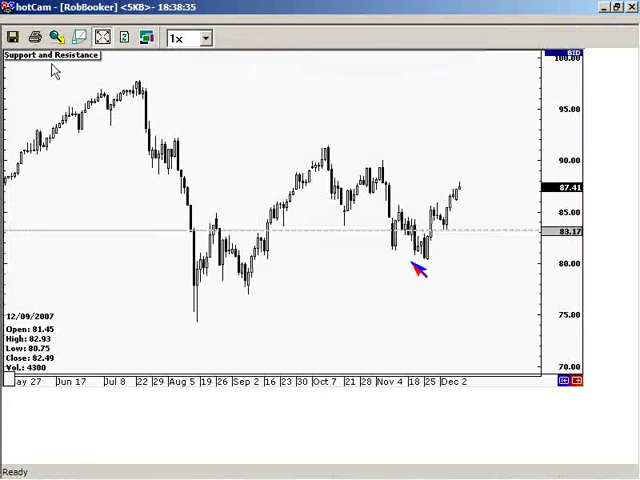 hotCam - [RobBooker] <5KB> - 18:38:35
1x
Support and Resistance
BID
100.00
95.00
90.00
87.41
85.00
83.17
80.00
75.00
70.00
12/09/2007
Open: 81.45
High: 82.93
Low: 80.75
Close: 82.49
Vol.: 4300
ay 27 Jun 17 Jul 8 22 29 Aug 5 19 26 Sep 2 16 23 30 Oct 7 21 28 Nov 4 18 25 Dec 2
Ready